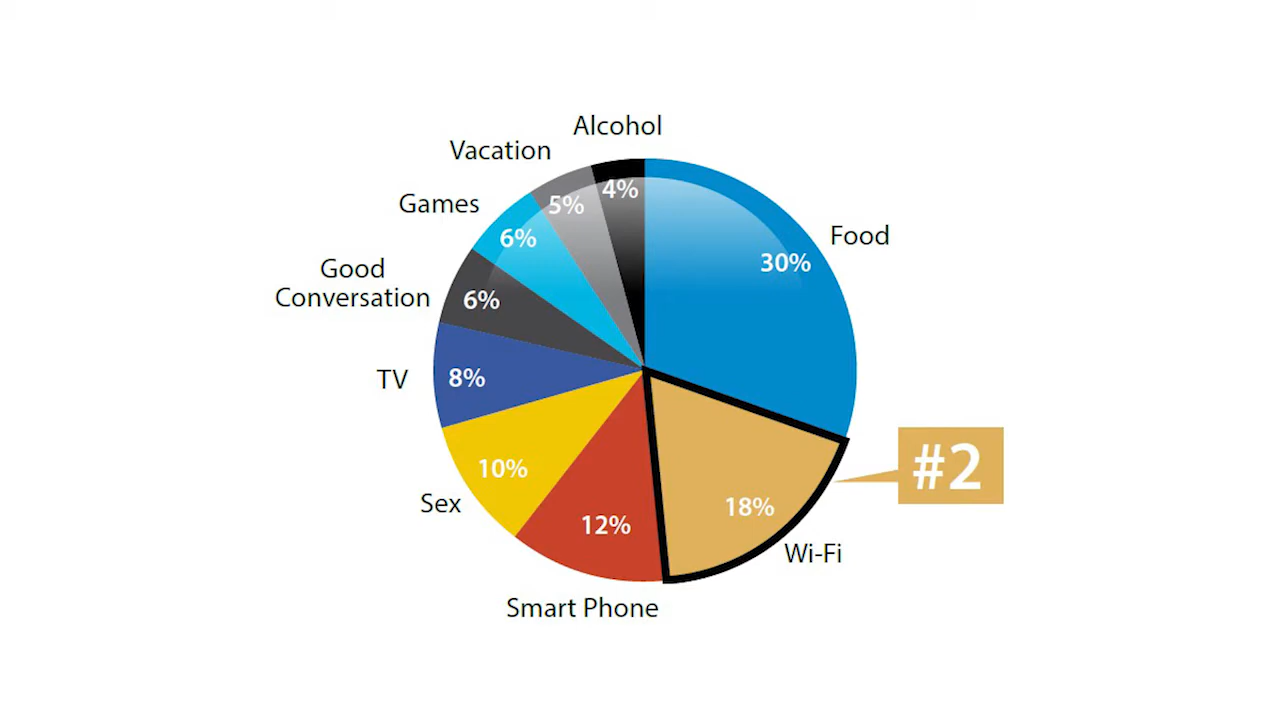 Alcohol
Vacation
4%
5%
Games
Food
6%
30%
Good
Conversation
6%
TV
8%
#2
10%
Sex
18%
12%
Wi-Fi
Smart Phone